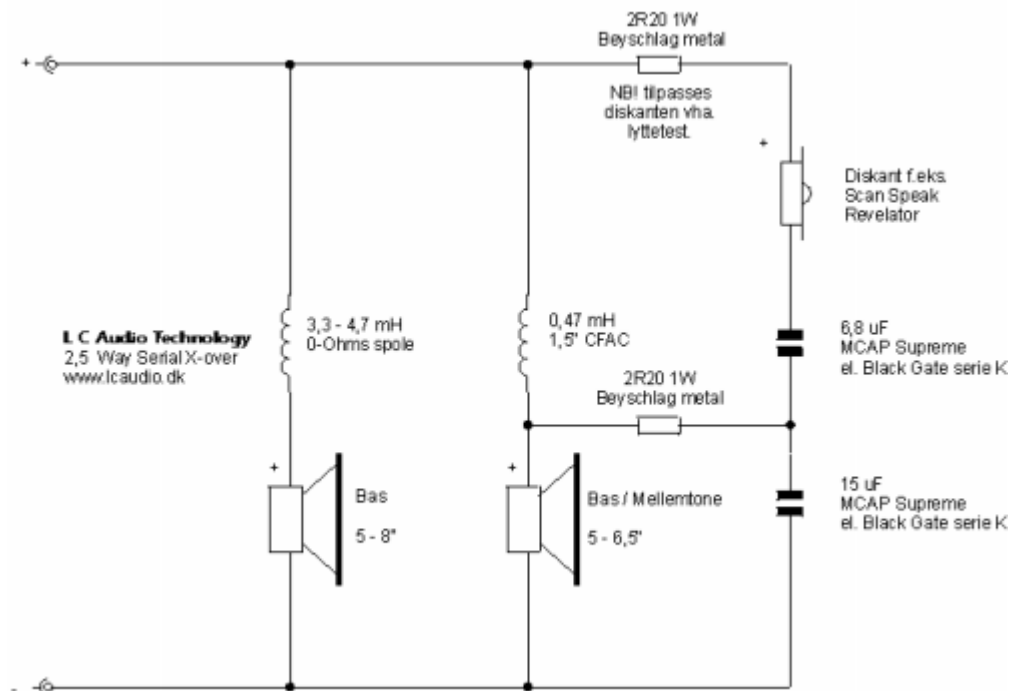 2R20 1W
Beyschlag metal
+
NB! tilpasses
diskanten vha.
lyttetest.
+
Diskant f.eks.
Scan Speak
Revelator
L C Audio Technology
2,5 Way Serial X-over
www.lcaudio.dk
3,3 - 4,7 mH
0-Ohms spole
0,47 mH
1,5" CFAC
6,8 uF
MCAP Supreme
el. Black Gate serie K
2R20 1W
Beyschlag metal
+
Bas
5 - 8"
+
Bas / Mellemtone
5 - 6,5"
15 uF
MCAP Supreme
el. Black Gate serie K
-